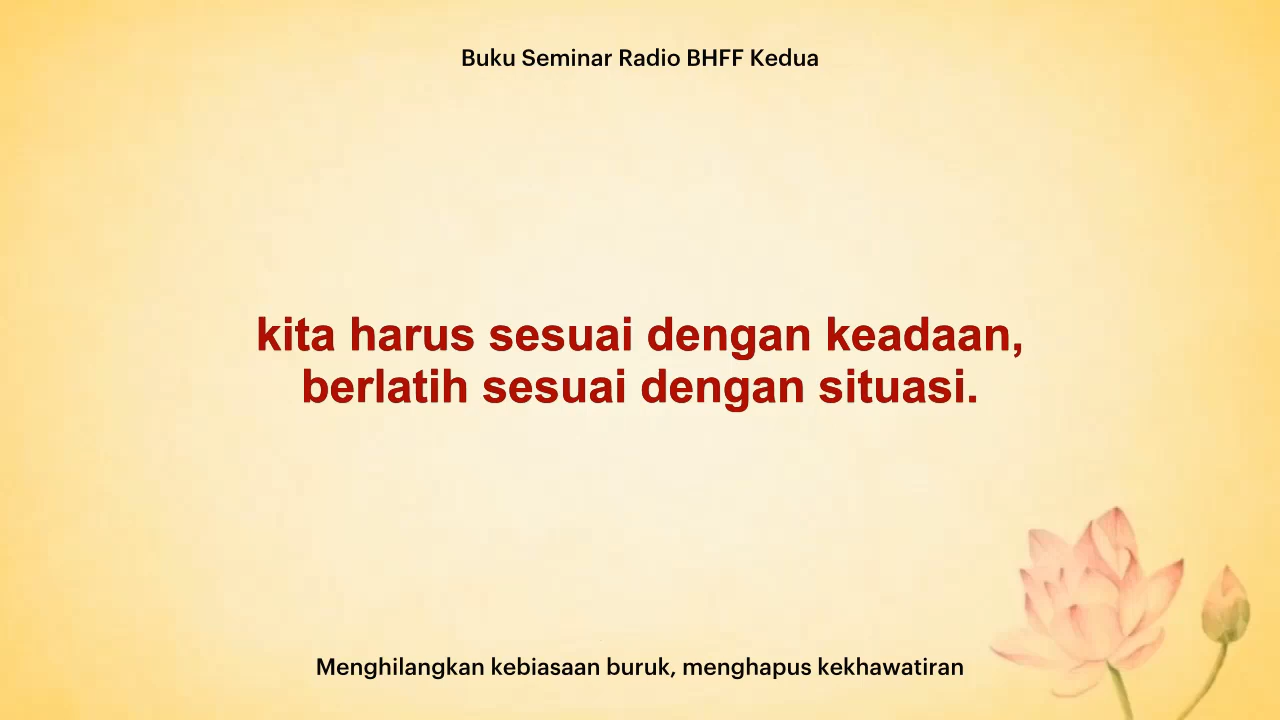 Buku Seminar Radio BHFF Kedua
kita harus sesuai dengan keadaan,
berlatih sesuai dengan situasi.
Menghilangkan kebiasaan buruk, menghapus kekhawatiran